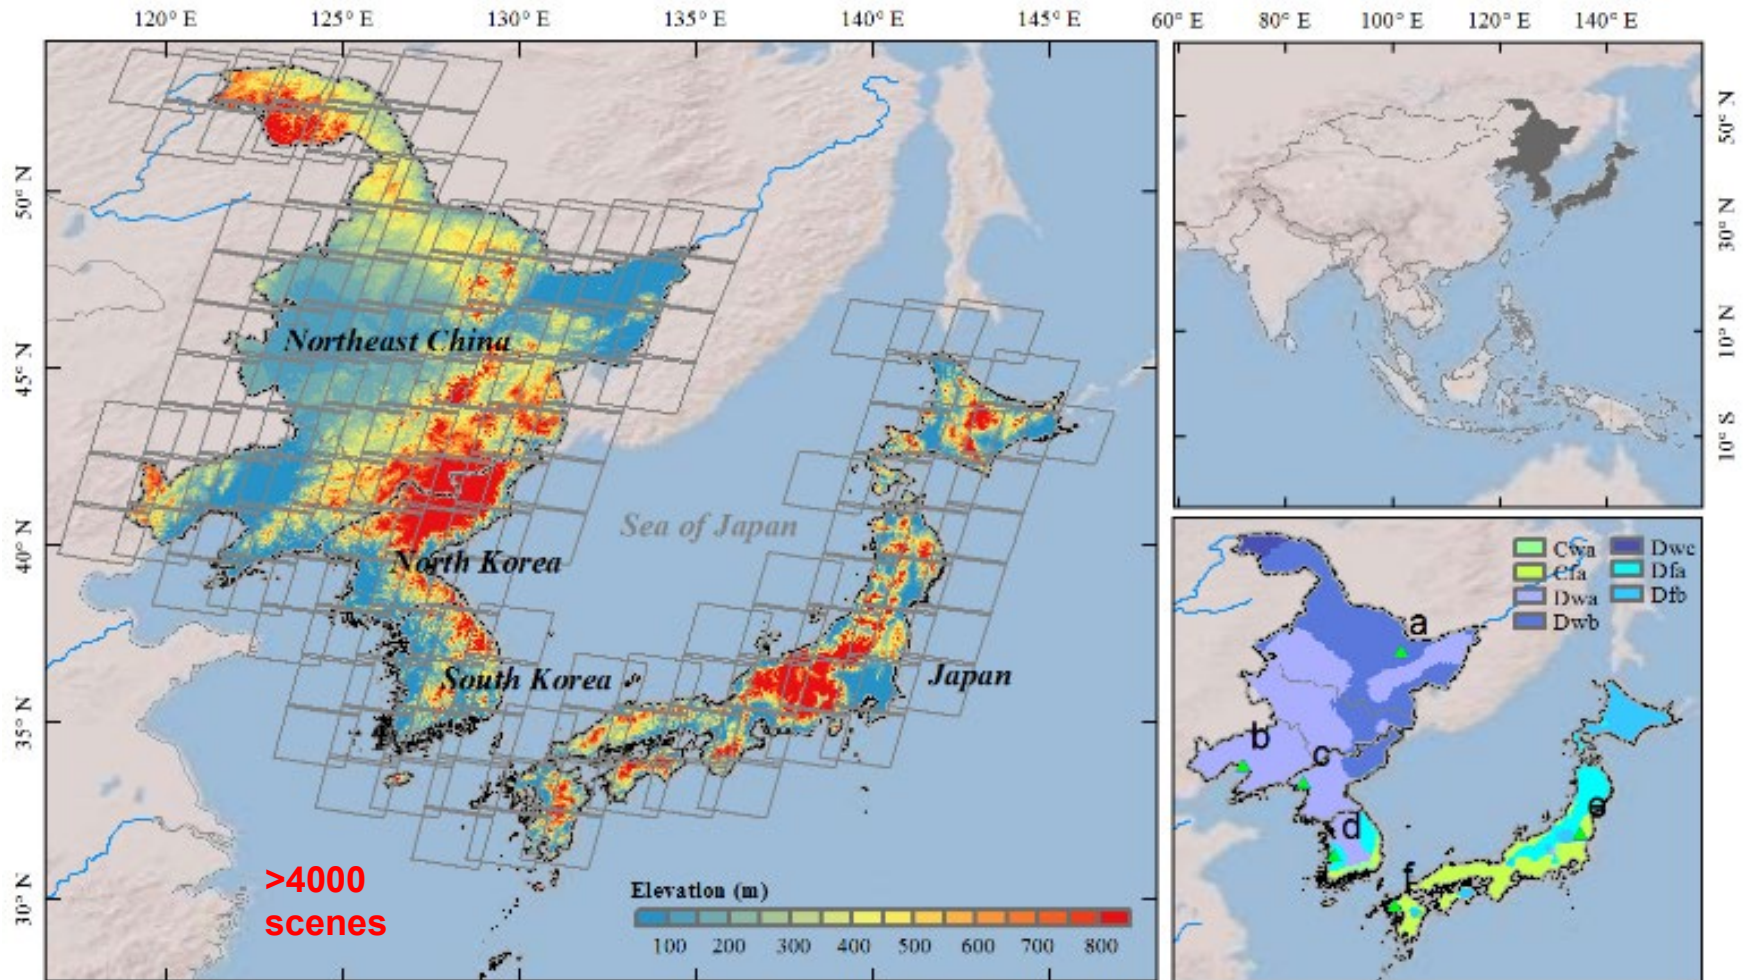 120° E 125° E 130° E 135° E 140° E 145° E
60° E 80° E 100° E 120° E 140° E
50° N
45° N
40° N
35° N
30° N
Northeast China
North Korea
South Korea
Japan
Sea of Japan
>4000
scenes
Elevation (m)
100 200 300 400 500 600 700 800
50° N
30° N
10° N
10° S
Cwa Dwc
Cfa Dfa
Dwa Dfb
Dwb
a
b
c
d
e
f